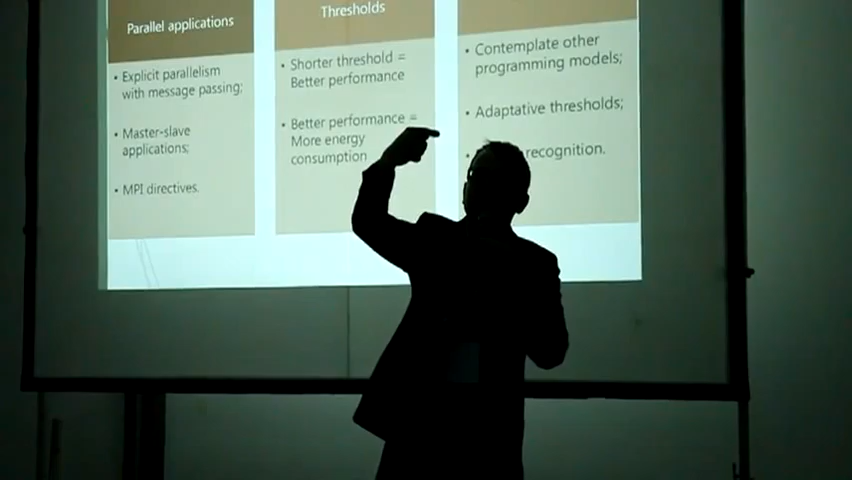 Parallel applications
• Explicit parallelism
with message passing;
• Master-slave
applications;
• MPI directives.
Thresholds
• Shorter threshold =
Better performance
• Better performance =
More energy
consumption
• Contemplate other
programming models;
• Adaptative thresholds;
• recognition.